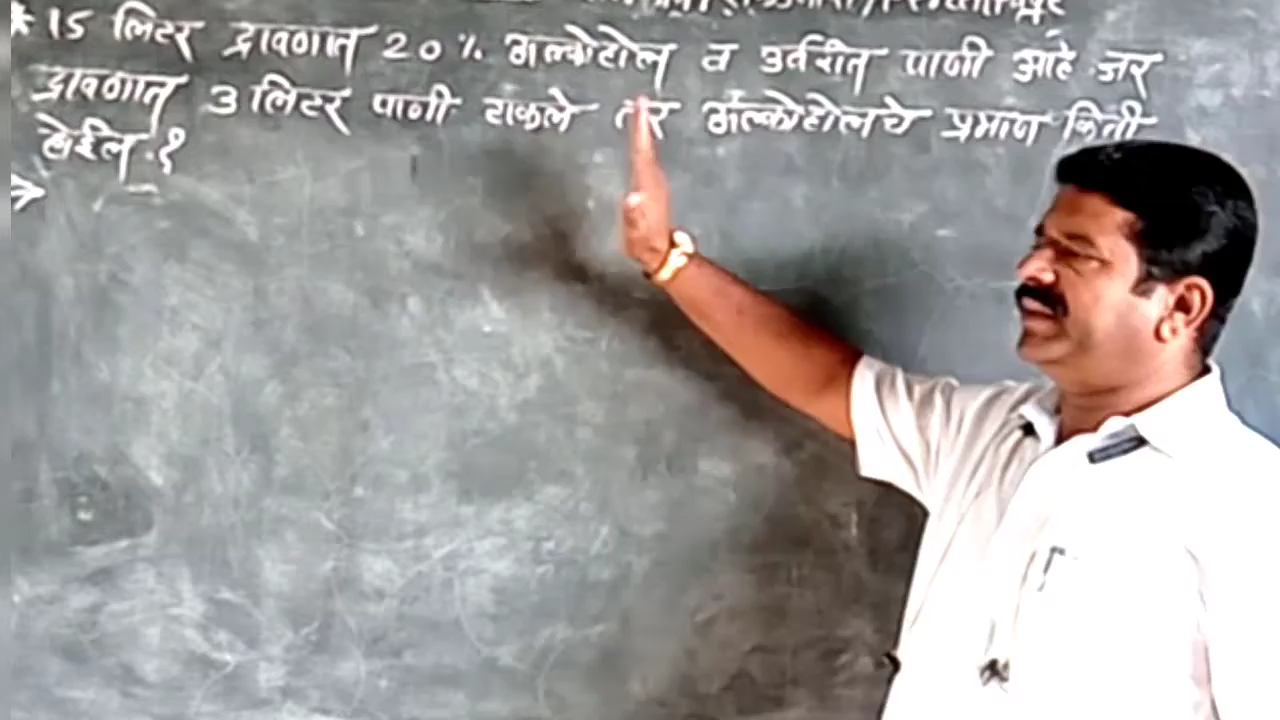 * 15 लिटर द्रावणात 20% अल्कोहोल व उर्वरीत पाणी आहे. जर
द्रावणात 3 लिटर पाणी टाकले तर अल्कोहोलचे प्रमाण किती
होईल.?
→